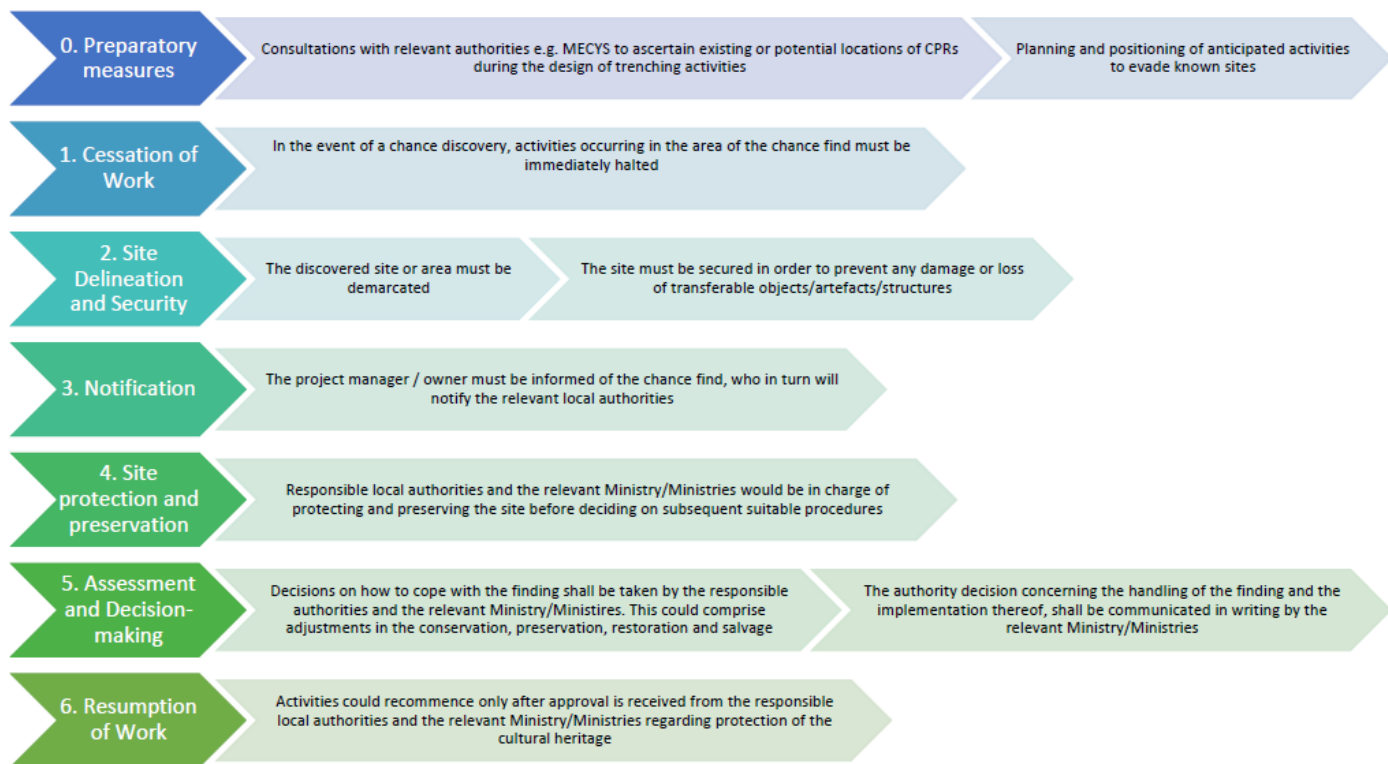 0. Preparatory
measures
Consultations with relevant authorities e.g. MECYS to ascertain existing or potential locations of CPRs
during the design of trenching activities
Planning and positioning of anticipated activities
to evade known sites
1. Cessation of
Work
In the event of a chance discovery, activities occurring in the area of the chance find must be
immediately halted
2. Site
Delineation
and Security
The discovered site or area must be
demarcated
The site must be secured in order to prevent any damage or loss
of transferable objects/artefacts/structures
3. Notification
The project manager / owner must be informed of the chance find, who in turn will
notify the relevant local authorities
4. Site
protection and
preservation
Responsible local authorities and the relevant Ministry/Ministries would be in charge of
protecting and preserving the site before deciding on subsequent suitable procedures
5. Assessment
and Decision-
making
Decisions on how to cope with the finding shall be taken by the responsible
authorities and the relevant Ministry/Ministires. This could comprise
adjustments in the conservation, preservation, restoration and salvage
The authority decision concerning the handling of the finding and the
implementation thereof, shall be communicated in writing by the
relevant Ministry/Ministries
6. Resumption
of Work
Activities could recommence only after approval is received from the responsible
local authorities and the relevant Ministry/Ministries regarding protection of the
cultural heritage